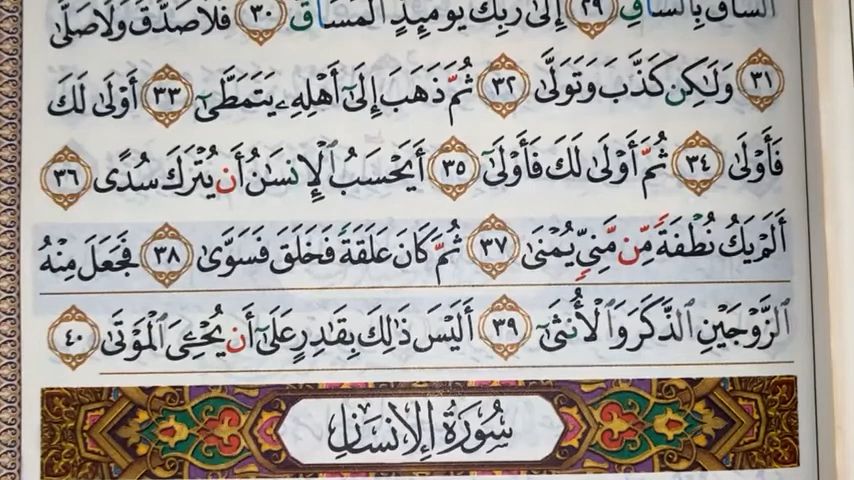 ٱلسَّاقُ بِٱلسَّاقِ ٢٩ إِلَىٰ رَبِّكَ يَوْمَئِذٍ ٱلْمَسَاقُ ٣٠ فَلَا صَدَّقَ وَلَا صَلَّىٰ
٣١ وَلَٰكِن كَذَّبَ وَتَوَلَّىٰ ٣٢ ثُمَّ ذَهَبَ إِلَىٰٓ أَهْلِهِۦ يَتَمَطَّىٰٓ ٣٣ أَوْلَىٰ لَكَ
فَأَوْلَىٰ ٣٤ ثُمَّ أَوْلَىٰ لَكَ فَأَوْلَىٰٓ ٣٥ أَيَحْسَبُ ٱلْإِنسَٰنُ أَن يُتْرَكَ سُدًى ٣٦
أَلَمْ يَكُ نُطْفَةً مِّن مَّنِىٍّ يُمْنَىٰ ٣٧ ثُمَّ كَانَ عَلَقَةً فَخَلَقَ فَسَوَّىٰ ٣٨ فَجَعَلَ مِنْهُ
ٱلزَّوْجَيْنِ ٱلذَّكَرَ وَٱلْأُنثَىٰٓ ٣٩ أَلَيْسَ ذَٰلِكَ بِقَٰدِرٍ عَلَىٰٓ أَن يُحْـِۧىَ ٱلْمَوْتَىٰ ٤٠
سُورَةُ الإِنسَانِ